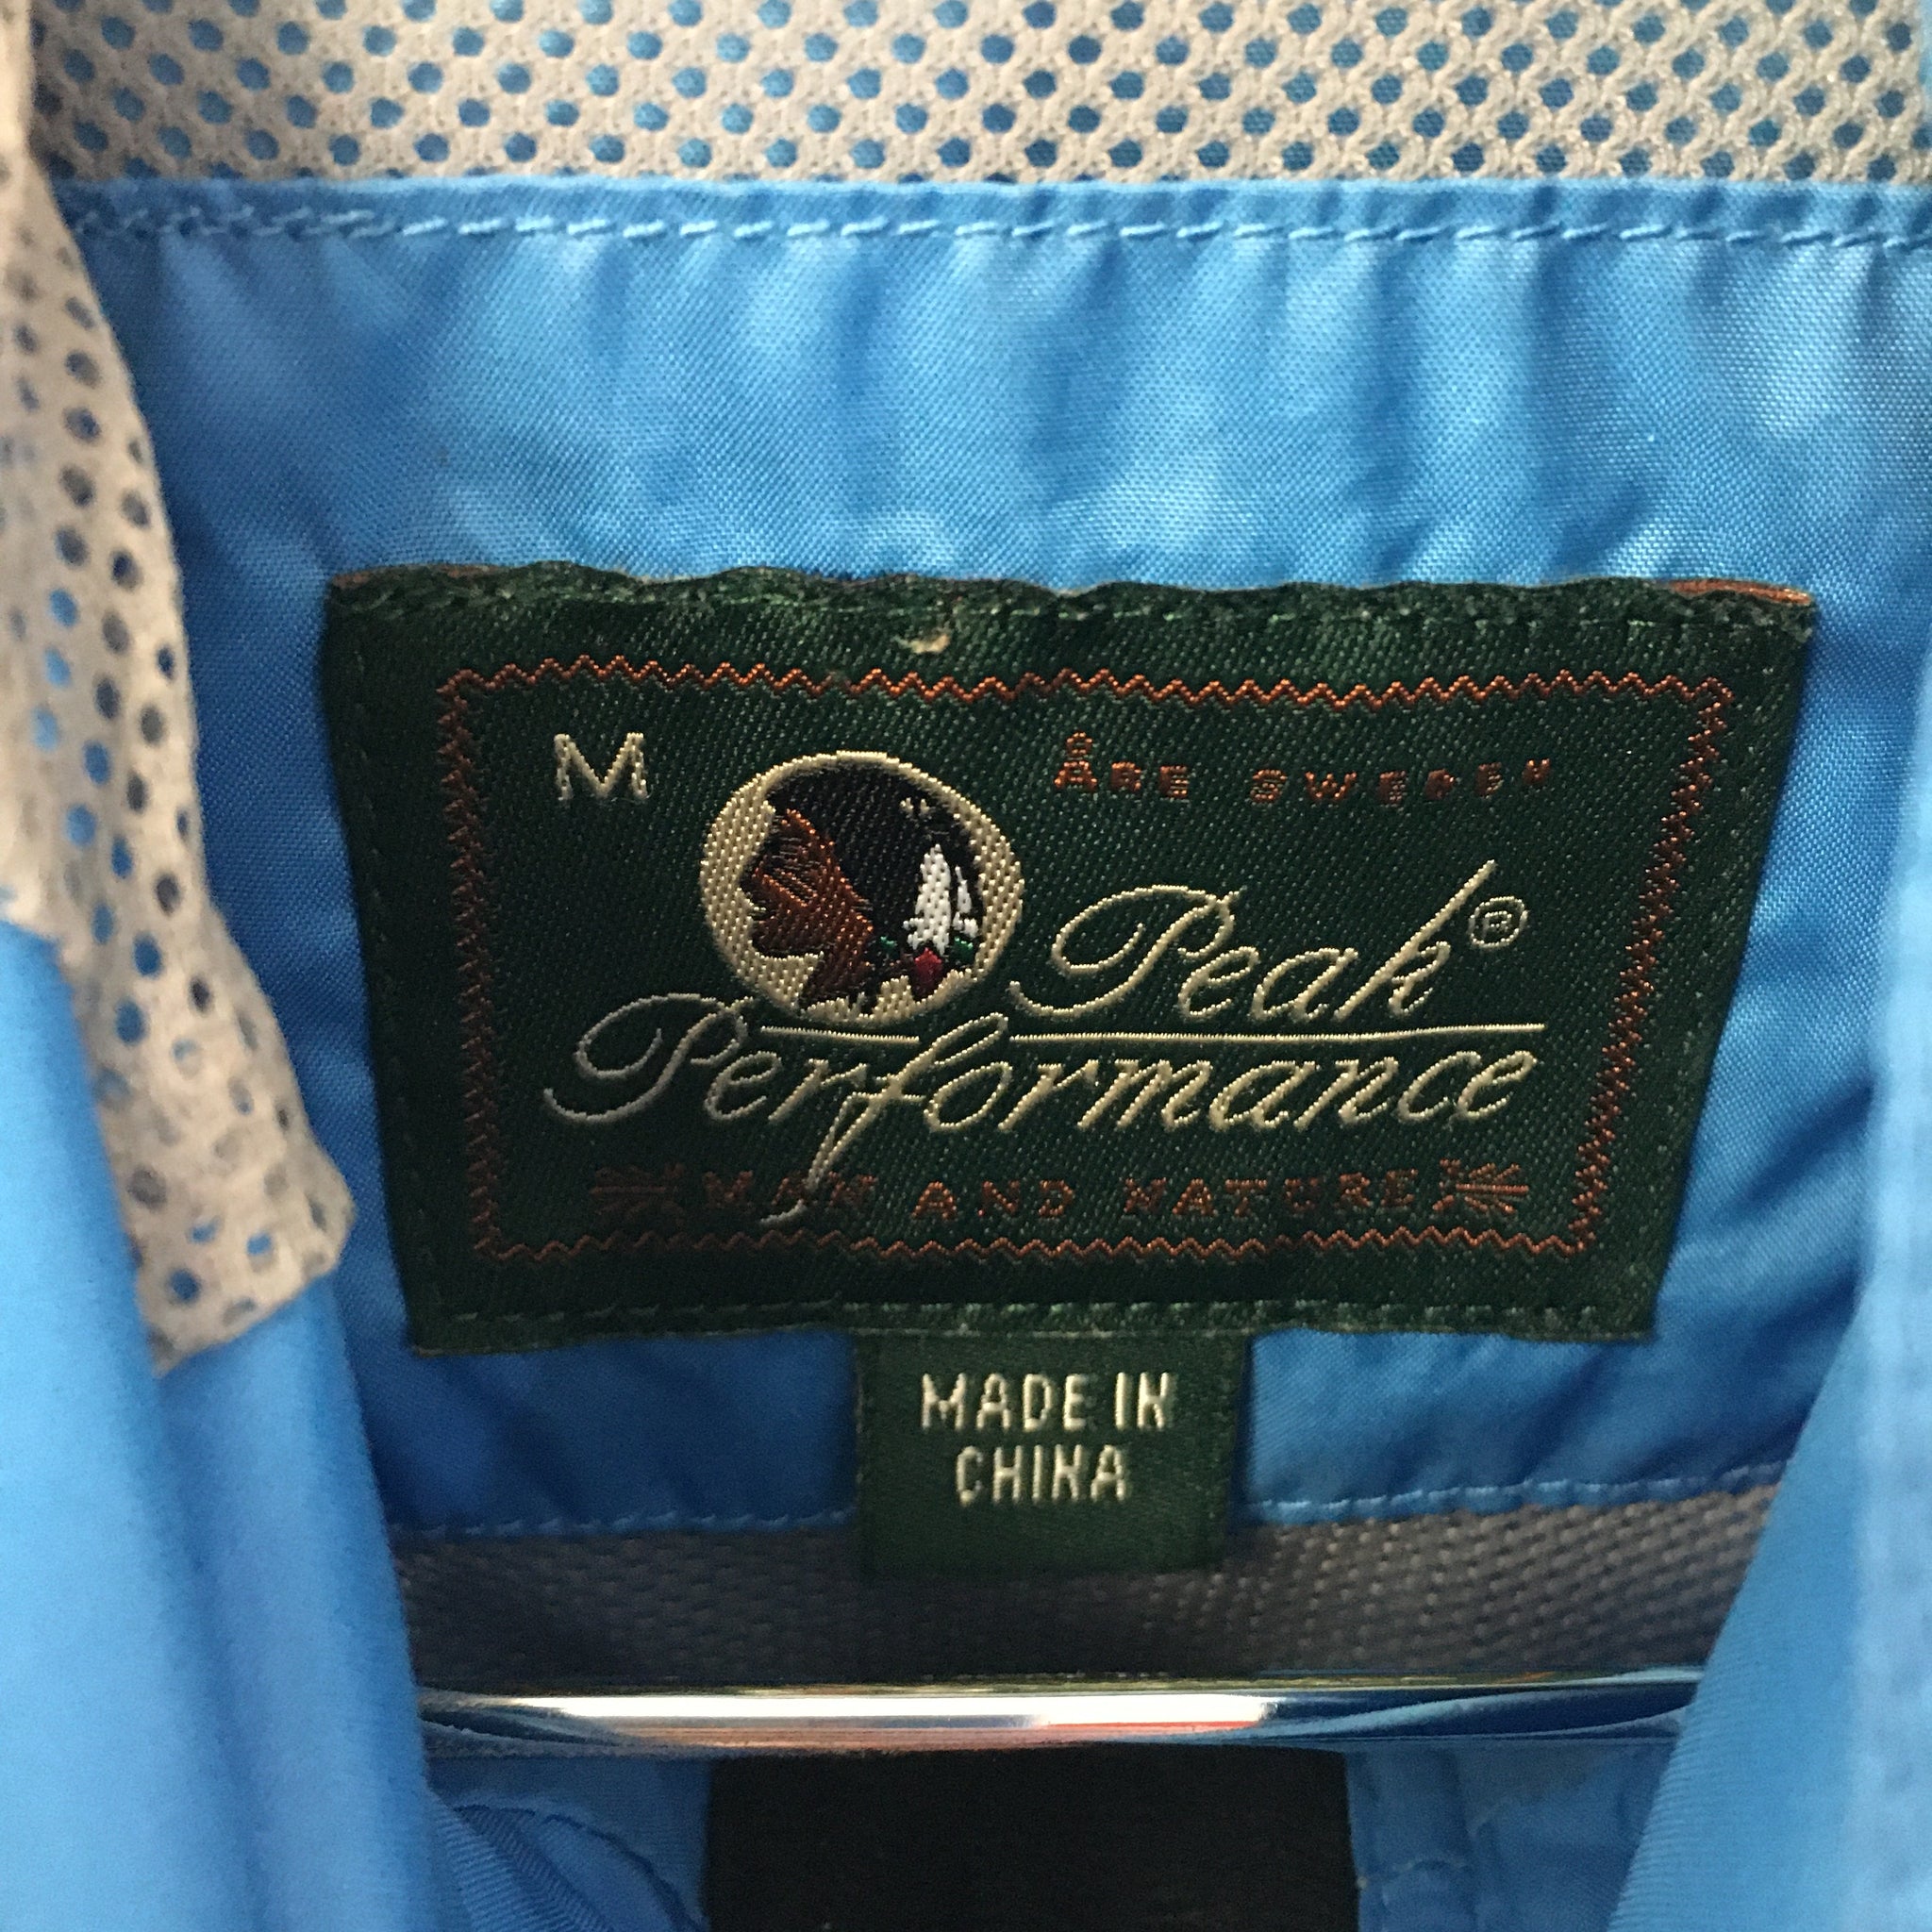 M
ÅRE SWEDEN
Peak®
Performance
MAN AND NATURE
MADE IN
CHINA